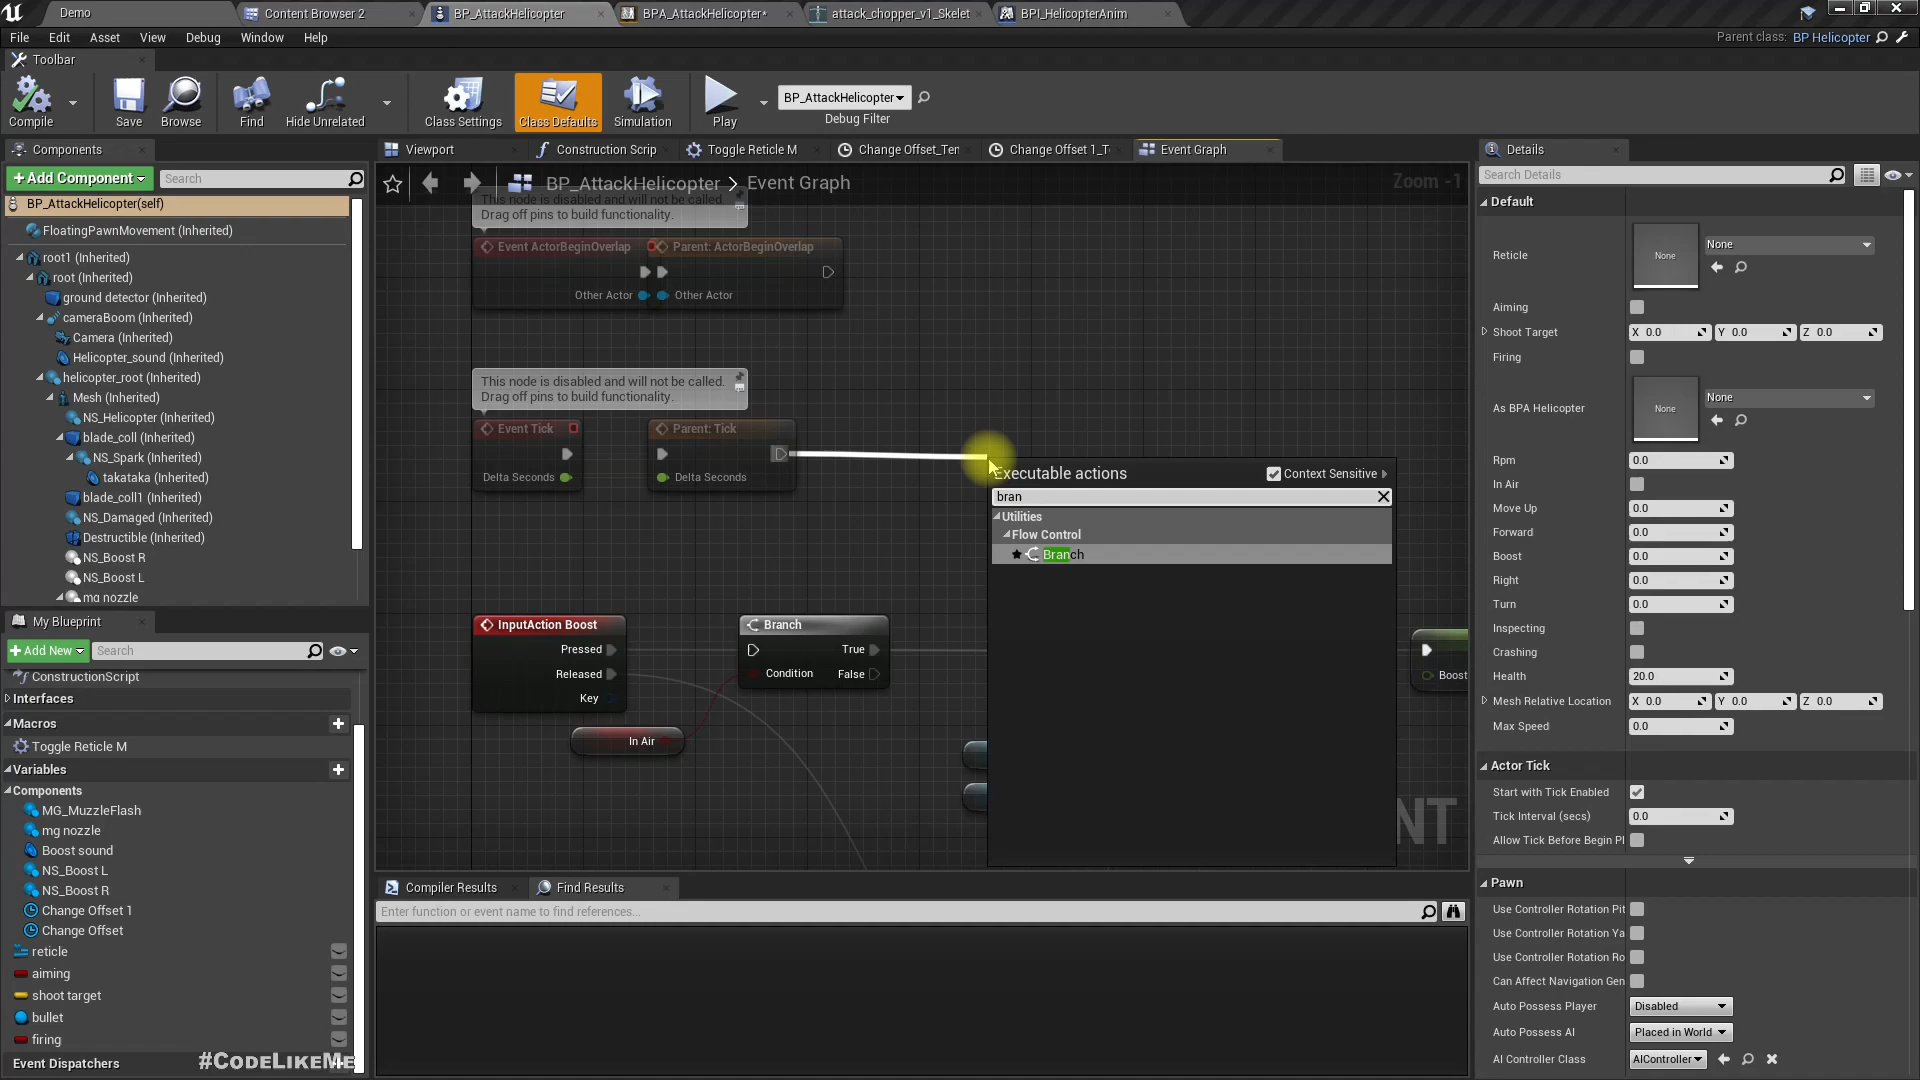 Demo
Content Browser 2
BP_AttackHelicopter
BPA_AttackHelicopter*
attack_chopper_v1_Skelet
BPI_HelicopterAnim
File Edit Asset View Debug Window Help
Parent class: BP Helicopter
Toolbar
Compile
Save
Browse
Find
Hide Unrelated
Class Settings
Class Defaults
Simulation
Play
BP_AttackHelicopter
Debug Filter
Components
Viewport
Construction Scrip
Toggle Reticle M
Change Offset_Ten
Change Offset 1_T
Event Graph
Details
+Add Component
Search
BP_AttackHelicopter > Event Graph
Zoom -1
Search Details
BP_AttackHelicopter(self)
FloatingPawnMovement (Inherited)
root1 (Inherited)
root (Inherited)
ground detector (Inherited)
cameraBoom (Inherited)
Camera (Inherited)
Helicopter_sound (Inherited)
helicopter_root (Inherited)
Mesh (Inherited)
NS_Helicopter (Inherited)
blade_coll (Inherited)
NS_Spark (Inherited)
takataka (Inherited)
blade_coll1 (Inherited)
NS_Damaged (Inherited)
Destructible (Inherited)
NS_Boost R
NS_Boost L
mg nozzle
My Blueprint
+Add New
Search
ConstructionScript
Interfaces
Macros
Toggle Reticle M
Variables
Components
MG_MuzzleFlash
mg nozzle
Boost sound
NS_Boost L
NS_Boost R
Change Offset 1
Change Offset
reticle
aiming
shoot target
bullet
firing
Event Dispatchers
#CodeLikeMe
This node is disabled and will not be called.
Drag off pins to build functionality.
Event ActorBeginOverlap
Parent: ActorBeginOverlap
Other Actor
Other Actor
This node is disabled and will not be called.
Drag off pins to build functionality.
Event Tick
Parent: Tick
Delta Seconds
Delta Seconds
Executable actions
Context Sensitive
bran
Utilities
Flow Control
Branch
InputAction Boost
Pressed
Released
Key
Branch
True
Condition
False
In Air
Boost
NT
Compiler Results
Find Results
Enter function or event name to find references...
Default
Reticle
None
None
Aiming
Shoot Target X 0.0 Y 0.0 Z 0.0
Firing
As BPA Helicopter
None
None
Rpm 0.0
In Air
Move Up 0.0
Forward 0.0
Boost 0.0
Right 0.0
Turn 0.0
Inspecting
Crashing
Health 20.0
Mesh Relative Location X 0.0 Y 0.0 Z 0.0
Max Speed 0.0
Actor Tick
Start with Tick Enabled
Tick Interval (secs) 0.0
Allow Tick Before Begin Pl
Pawn
Use Controller Rotation Pit
Use Controller Rotation Ya
Use Controller Rotation Ro
Can Affect Navigation Gen
Auto Possess Player Disabled
Auto Possess AI Placed in World
AI Controller Class AIController